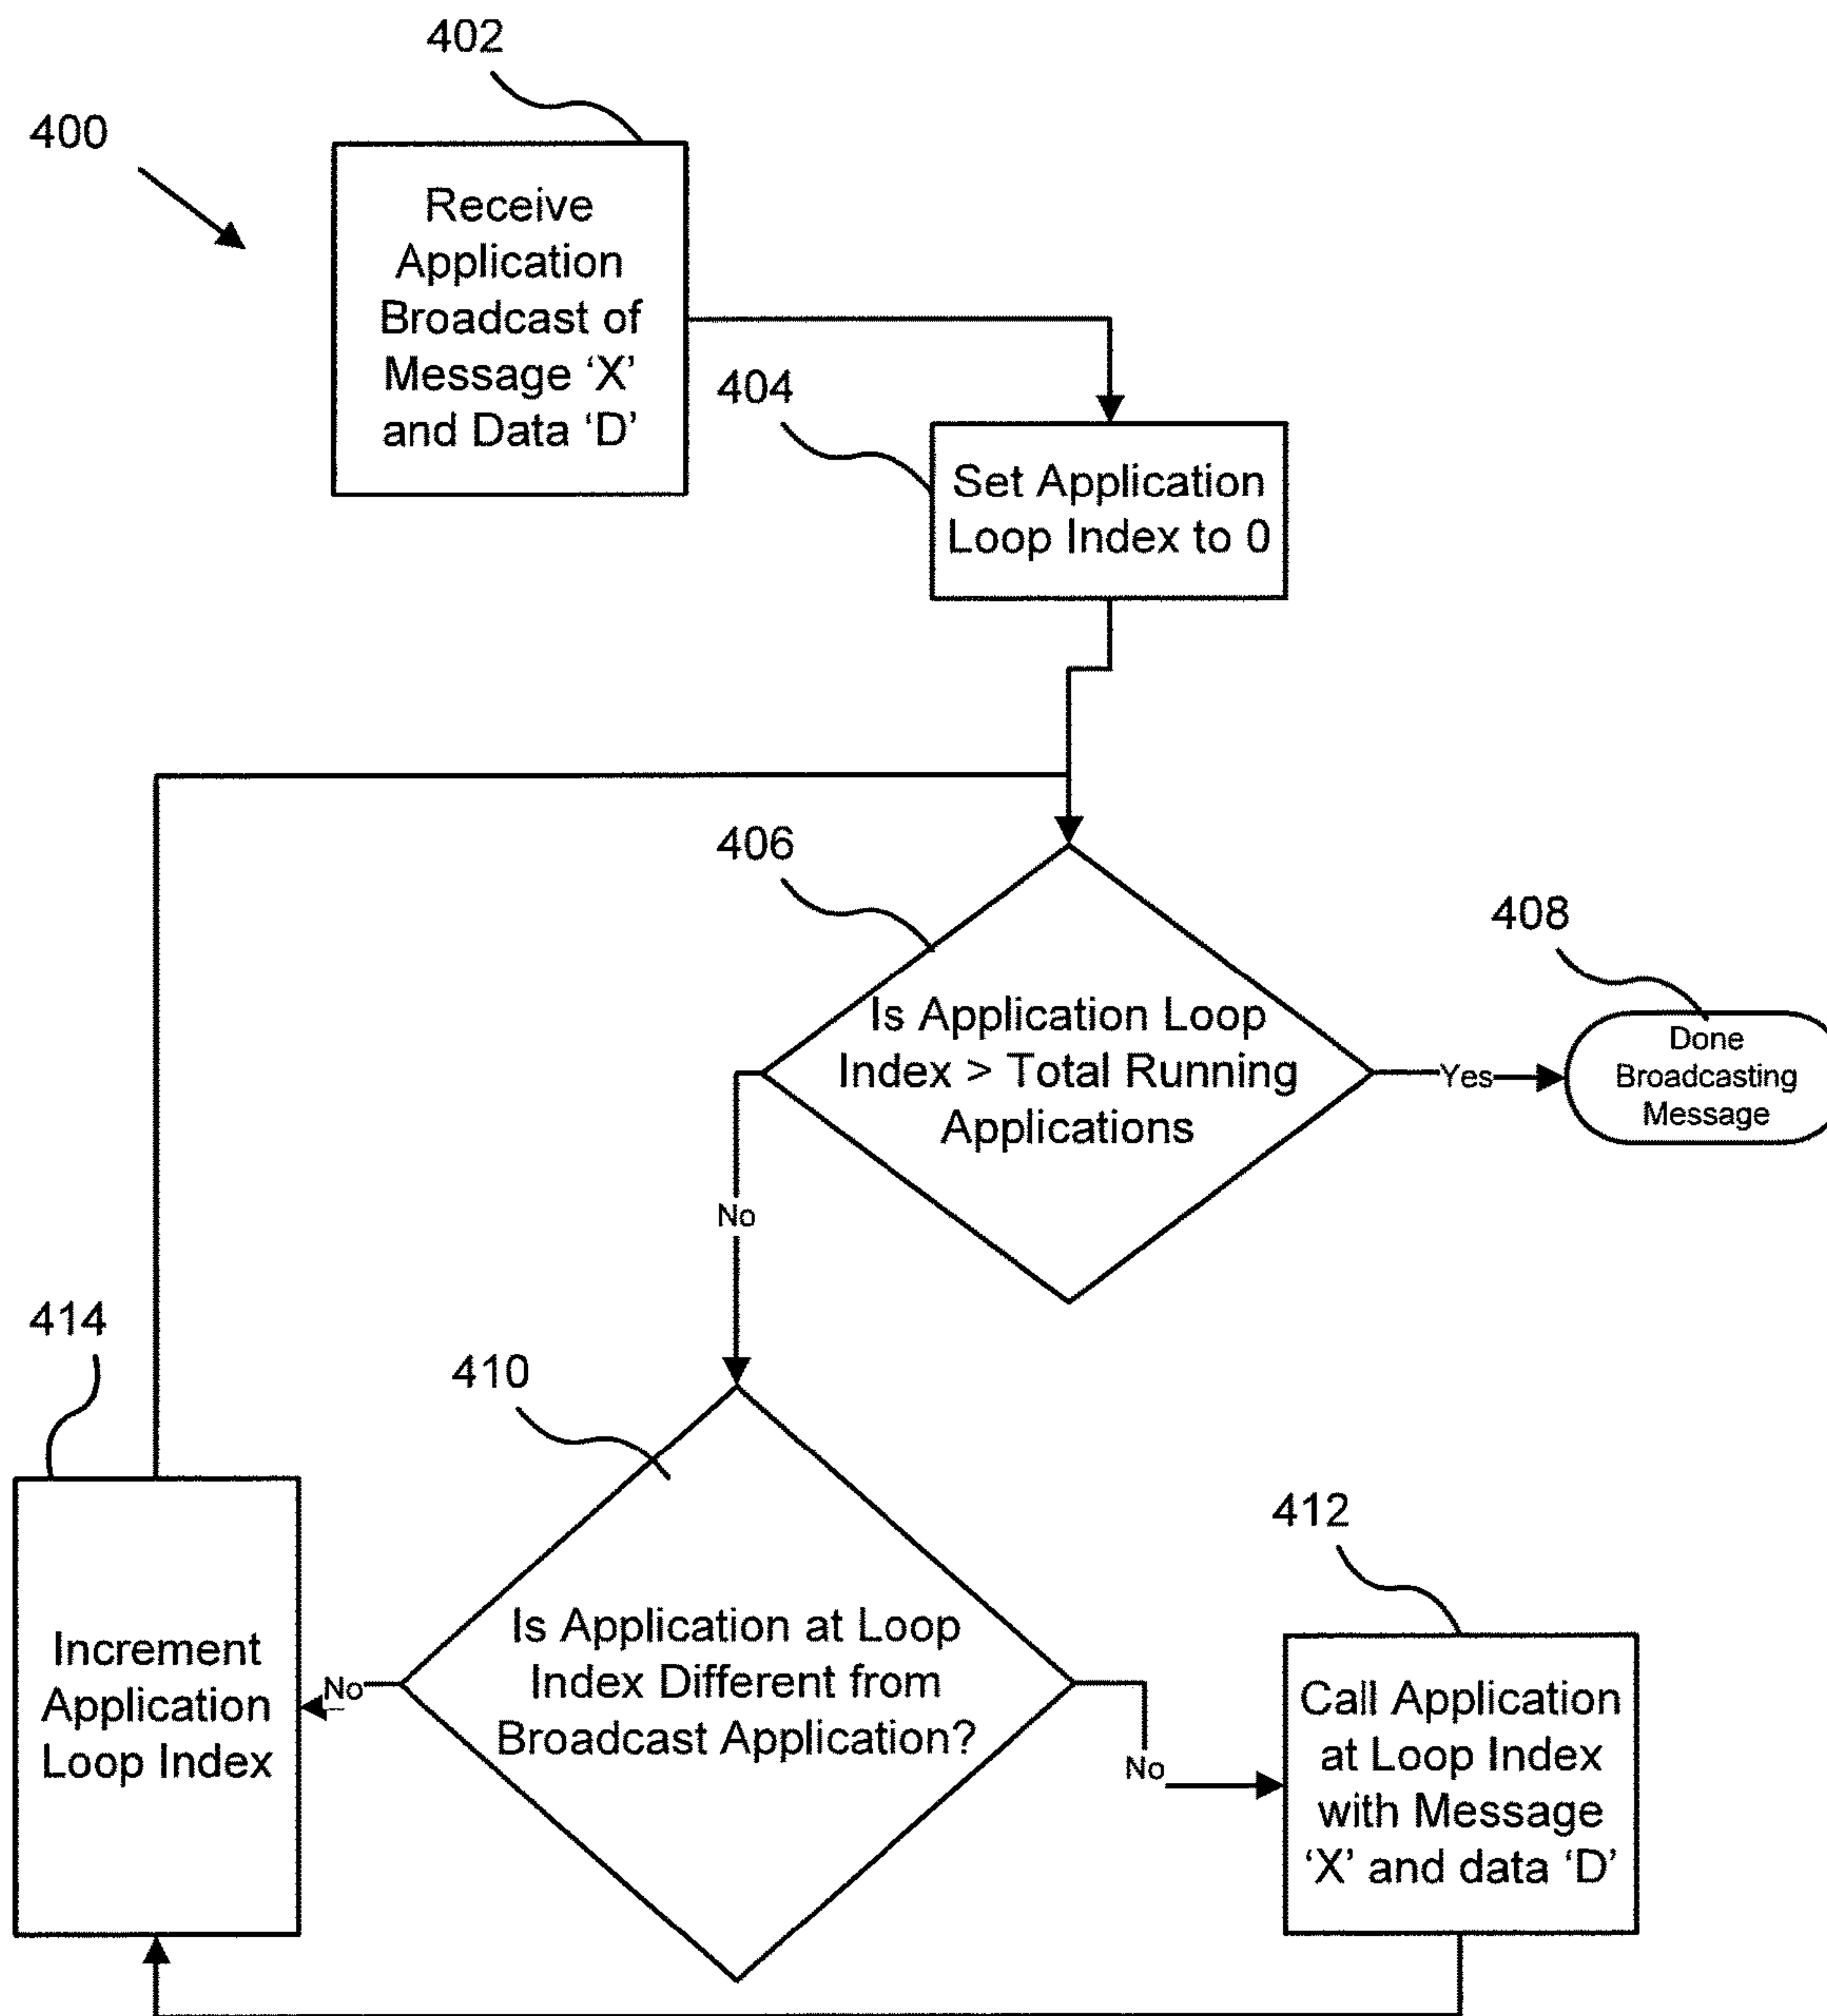 402
400
Receive
Application
Broadcast of
Message ‘X’
and Data ‘D’
404
Set Application
Loop Index to 0
406
Is Application Loop
Index > Total Running
Applications
Yes
408
Done
Broadcasting
Message
No
414
410
Is Application at Loop
Index Different from
Broadcast Application?
No
Increment
Application
Loop Index
No
412
Call Application
at Loop Index
with Message
‘X’ and data ‘D’